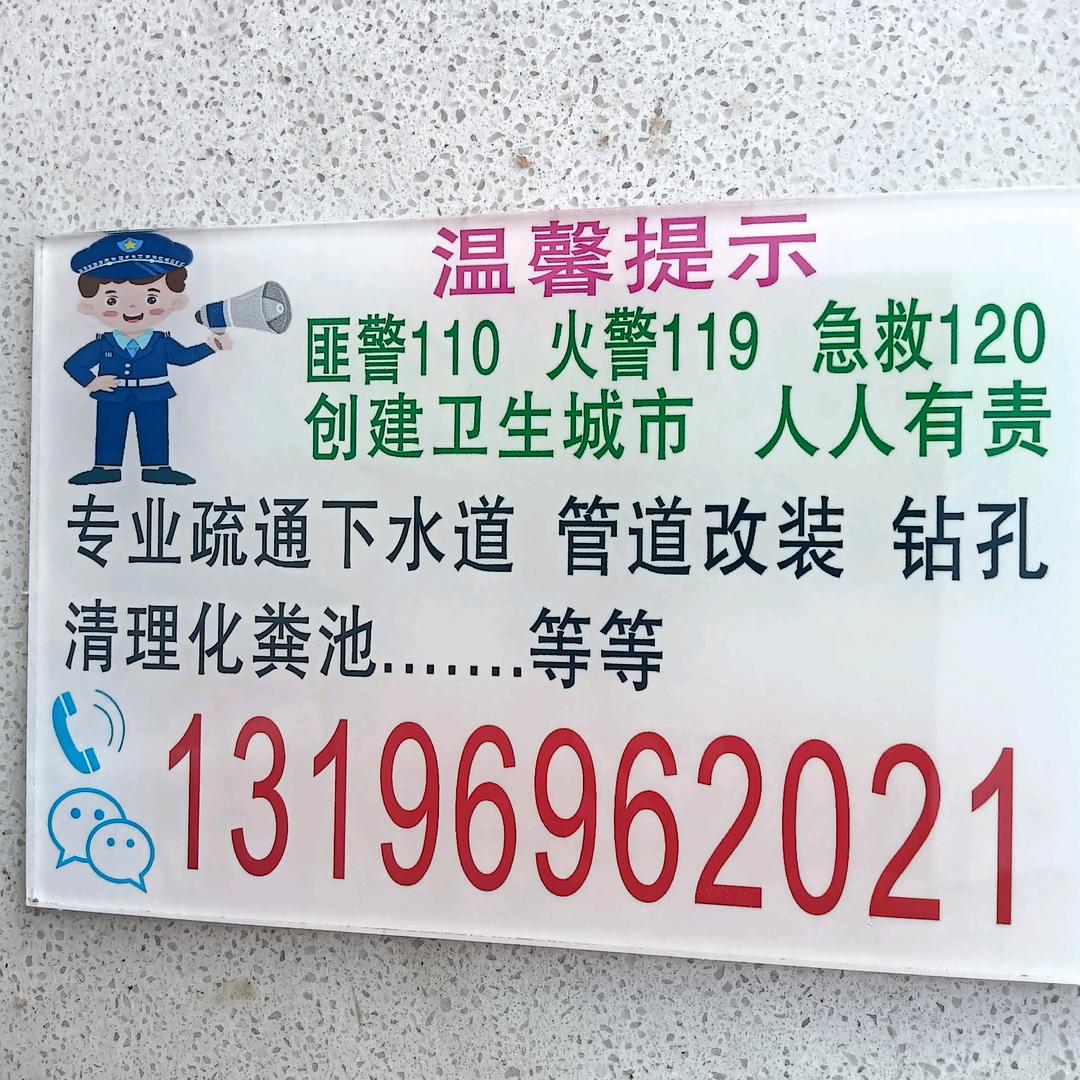 温馨提示
匪警110 火警119 急救120
创建卫生城市 人人有责
专业疏通下水道 管道改装 钻孔
清理化粪池.......等等
13196962021